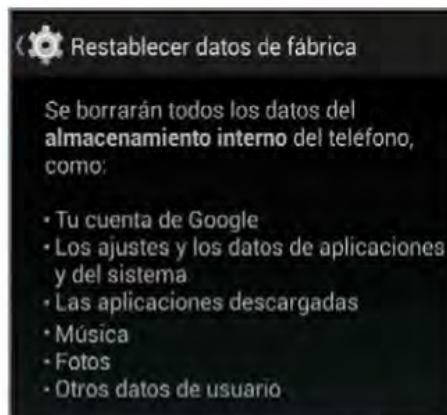 Restablecer datos de fábrica
Se borrarán todos los datos del
almacenamiento interno del teléfono,
como:
• Tu cuenta de Google
• Los ajustes y los datos de aplicaciones
y del sistema
• Las aplicaciones descargadas
• Música
• Fotos
• Otros datos de usuario